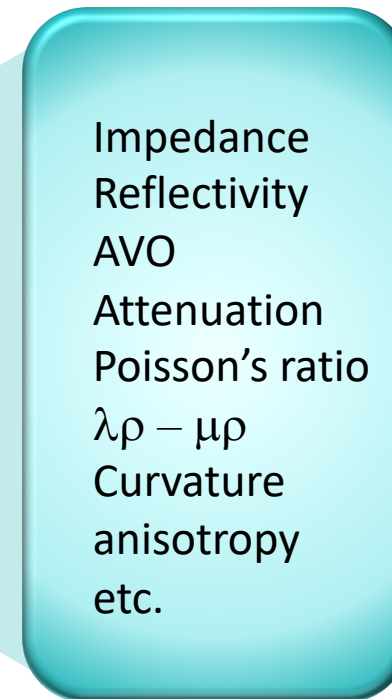 Impedance
Reflectivity
AVO
Attenuation
Poisson’s ratio
λρ – μρ
Curvature
anisotropy
etc.